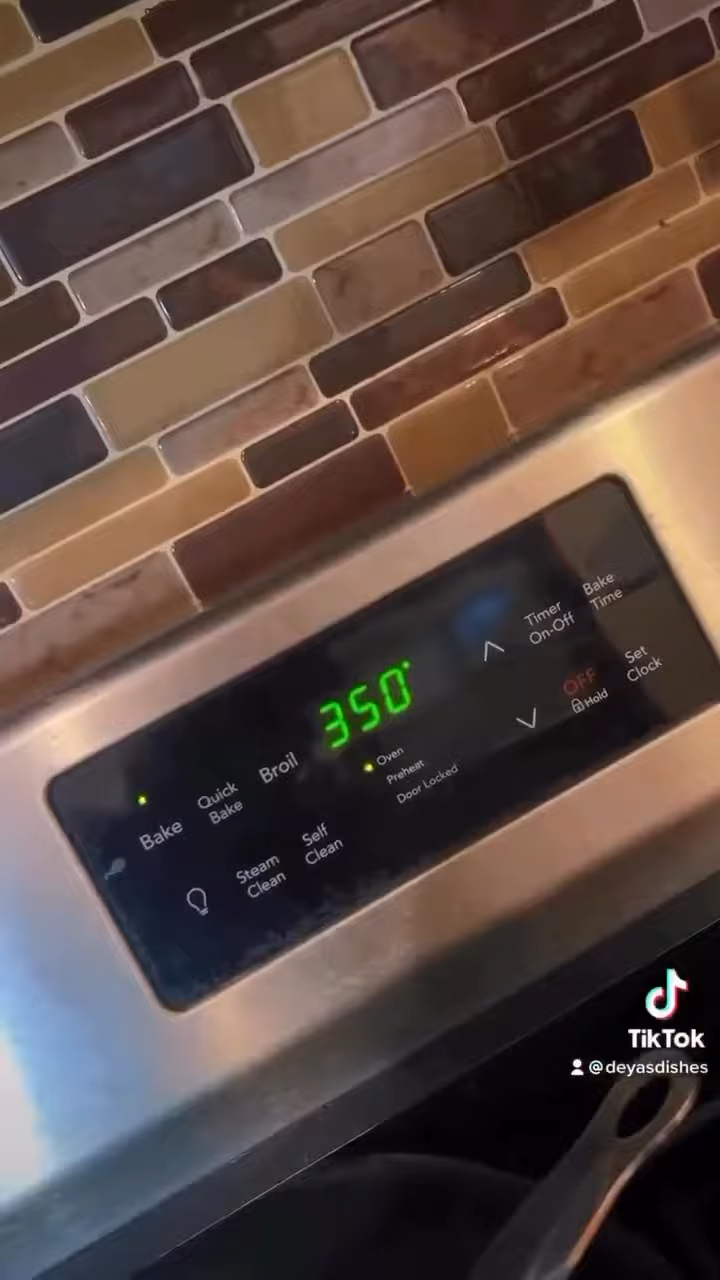 350°
Bake
Quick
Bake
Broil
Oven
Preheat
Door Locked
Timer
On-Off
Bake
Time
OFF
Hold
Set
Clock
Steam
Clean
Self
Clean
TikTok
@deyasdishes